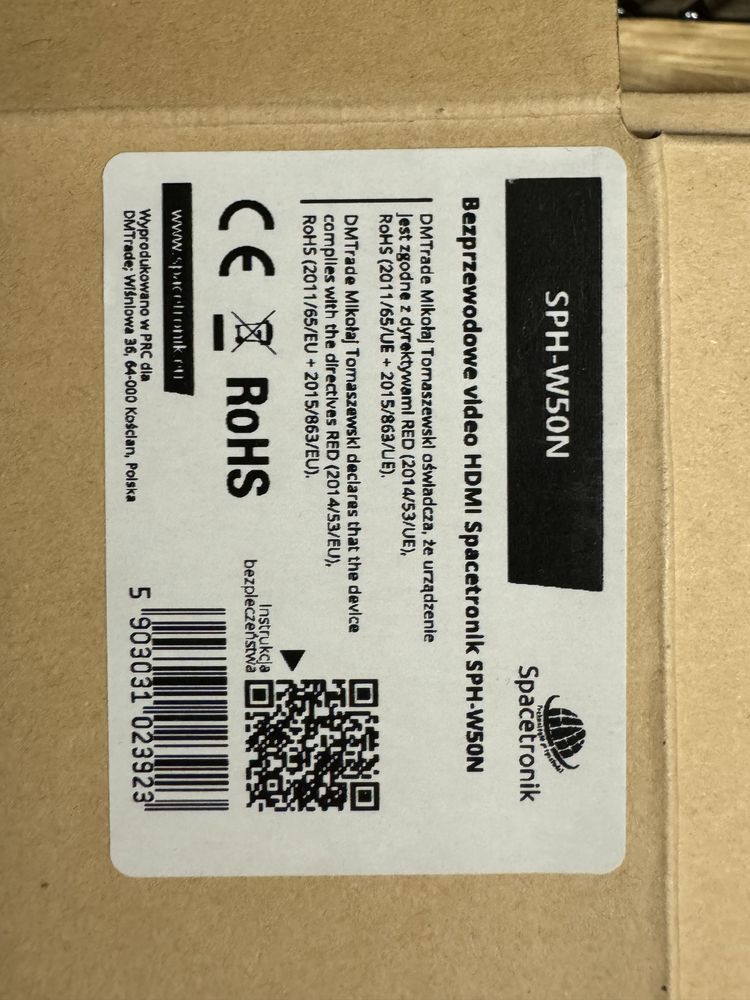 SPH-W50N
Spacetronik
Bezprzewodowe video HDMI Spacetronik SPH-W50N
DMTrade Mikołaj Tomaszewski oświadcza, że urządzenie
jest zgodne z dyrektywami RED (2014/53/UE),
RoHS (2011/65/UE + 2015/863/UE).
DMTrade Mikołaj Tomaszewski declares that the device
complies with the directives RED (2014/53/EU),
RoHS (2011/65/EU + 2015/863/EU).
CE RoHS
Instrukcja
bezpieczeństwa
www.spacetronik.eu
Wyprodukowano w PRC dla
DMTrade; Wiśniowa 36, 64-000 Kościan, Polska
5 903031 023923